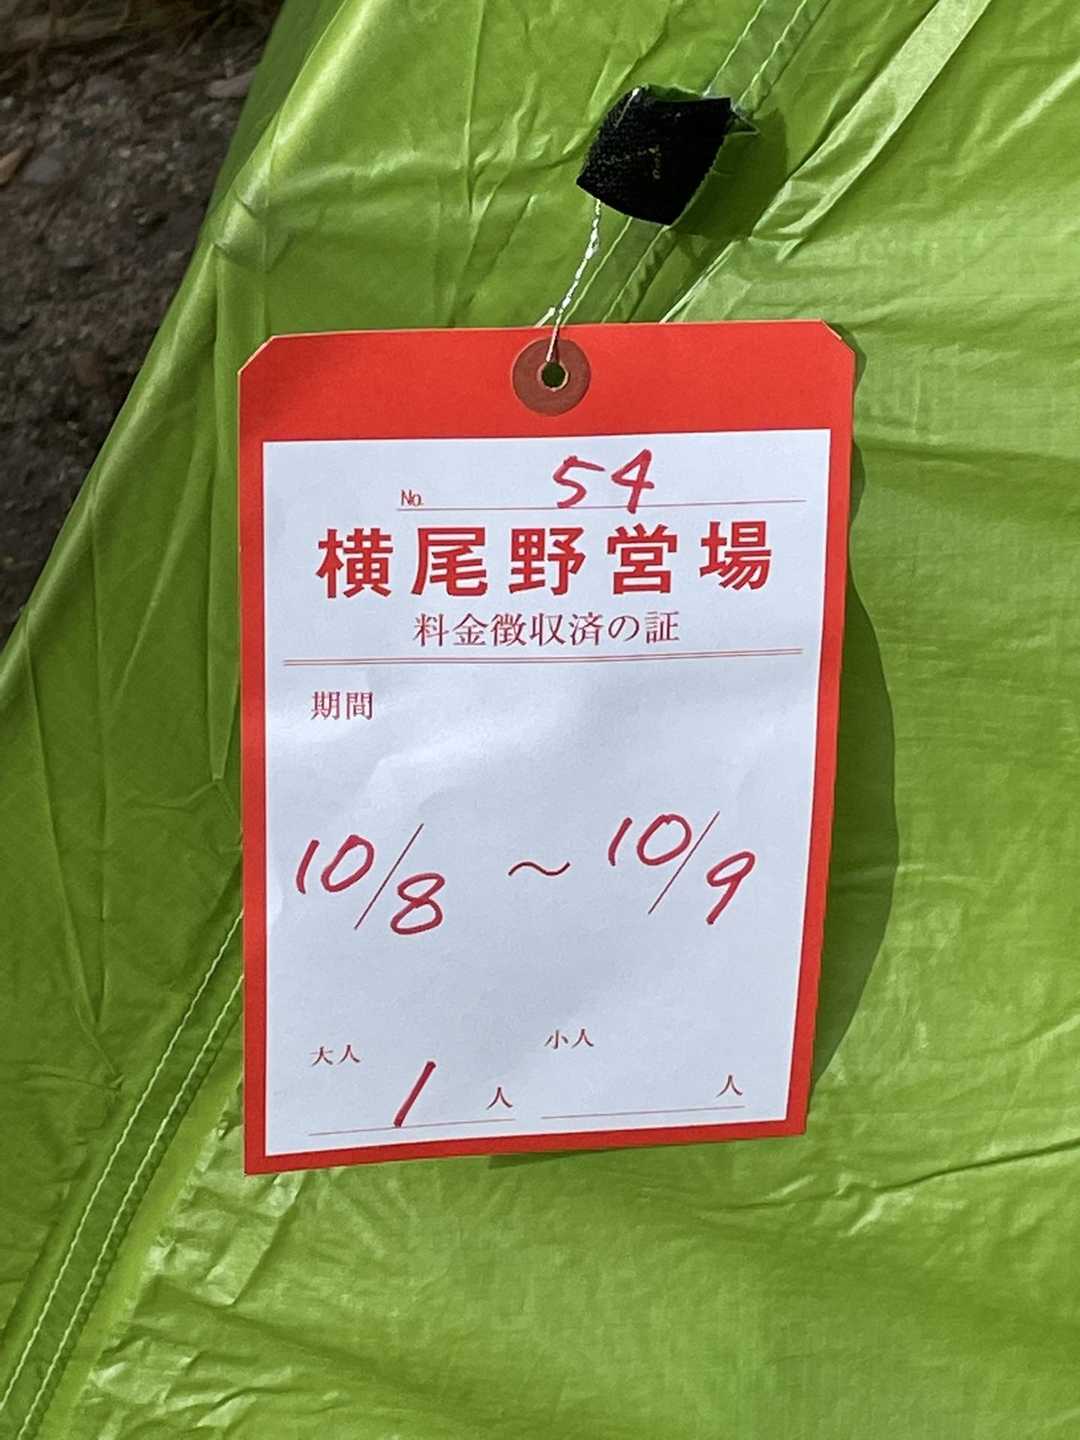 No. 54
横尾野営場
料金徴収済の証
期間
10/8 ～ 10/9
大人 1 人 小人 人